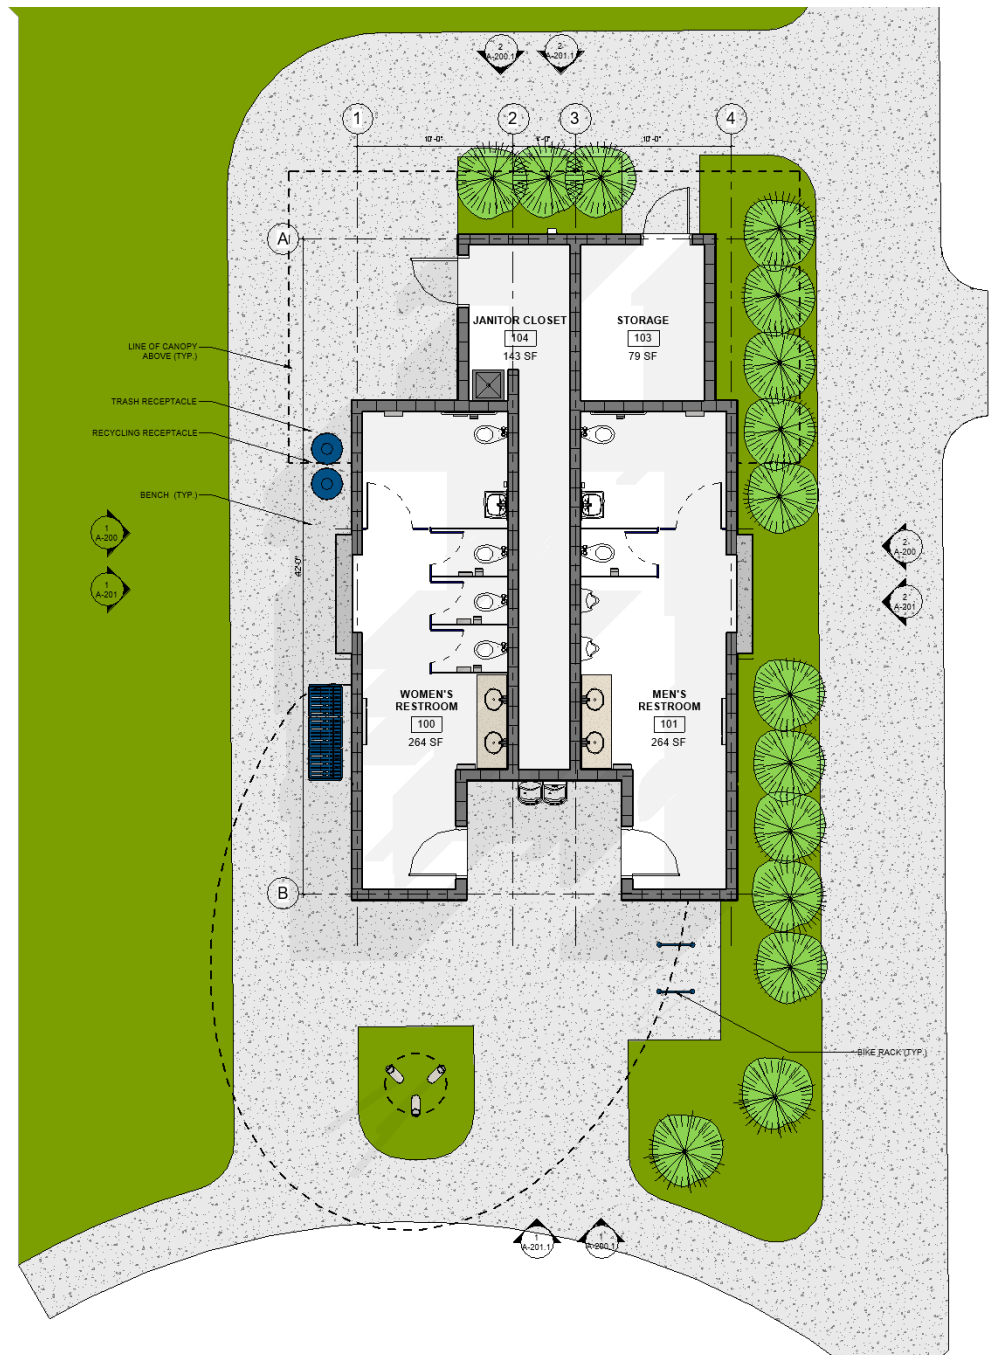 2
A-200.1
2
A-201.1
1
2
3
4
10'-0"
4'-0"
10'-0"
A
JANITOR CLOSET
104
143 SF
STORAGE
103
79 SF
LINE OF CANOPY
ABOVE (TYP.)
TRASH RECEPTACLE
RECYCLING RECEPTACLE
BENCH (TYP.)
1
A-200
1
A-201
42'-0"
2
A-200
2
A-201
WOMEN'S
RESTROOM
100
264 SF
MEN'S
RESTROOM
101
264 SF
B
BIKE RACK (TYP.)
1
A-201.1
1
A-200.1